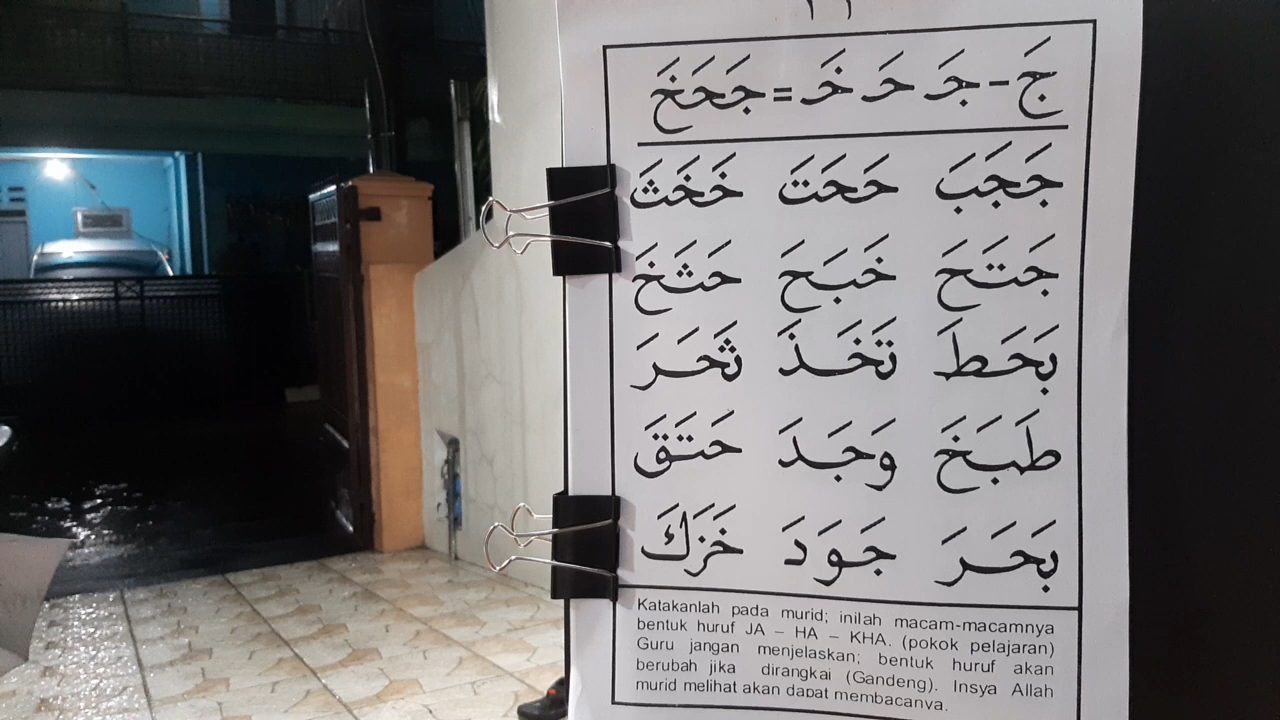 ١١
جَ - جَـ حَـ خَـ = جَحَخَ
جَجَبَ حَحَتَ خَخَثَ
جَتَحَ خَبَحَ حَثَخَ
بَحَطَ تَخَذَ ثَحَرَ
طَبَخَ وَجَدَ حَتَقَ
بَحَرَ جَوَدَ خَزَكَ
Katakanlah pada murid; inilah macam-macamnya
bentuk huruf JA – HA – KHA. (pokok pelajaran)
Guru jangan menjelaskan; bentuk huruf akan
berubah jika dirangkai (Gandeng). Insya Allah
murid melihat akan dapat membacanya.